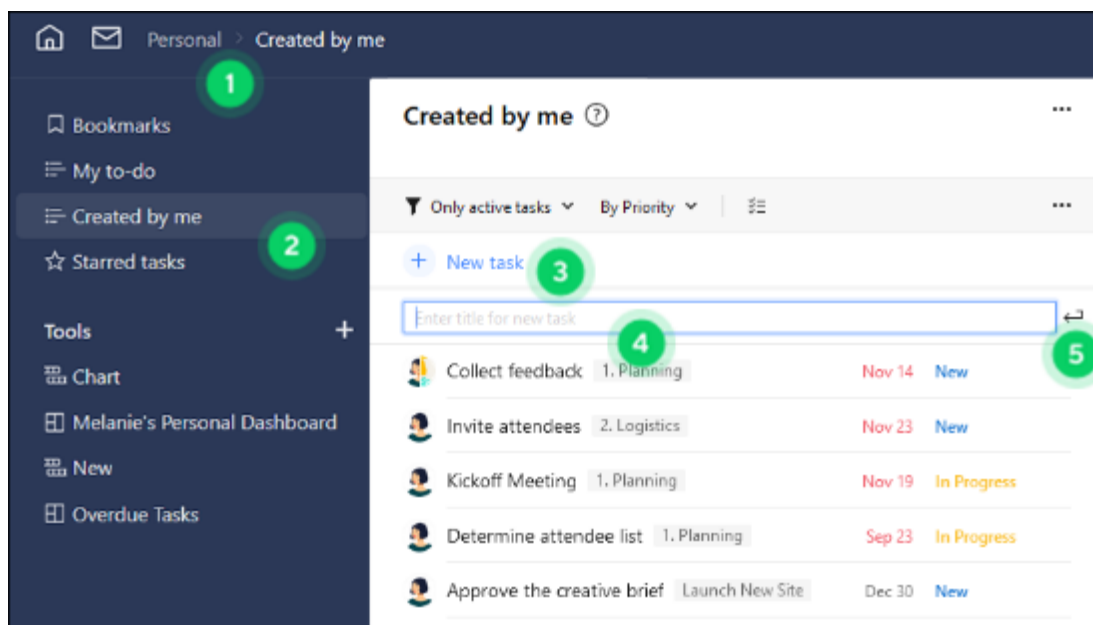 Personal > Created by me
1
Bookmarks
My to-do
Created by me
2
Starred tasks
Tools +
Chart
Melanie's Personal Dashboard
New
Overdue Tasks
Created by me ? ...
Only active tasks By Priority ...
+ New task
3
Enter title for new task
4
5
Collect feedback 1. Planning Nov 14 New
Invite attendees 2. Logistics Nov 23 New
Kickoff Meeting 1. Planning Nov 19 In Progress
Determine attendee list 1. Planning Sep 23 In Progress
Approve the creative brief Launch New Site Dec 30 New